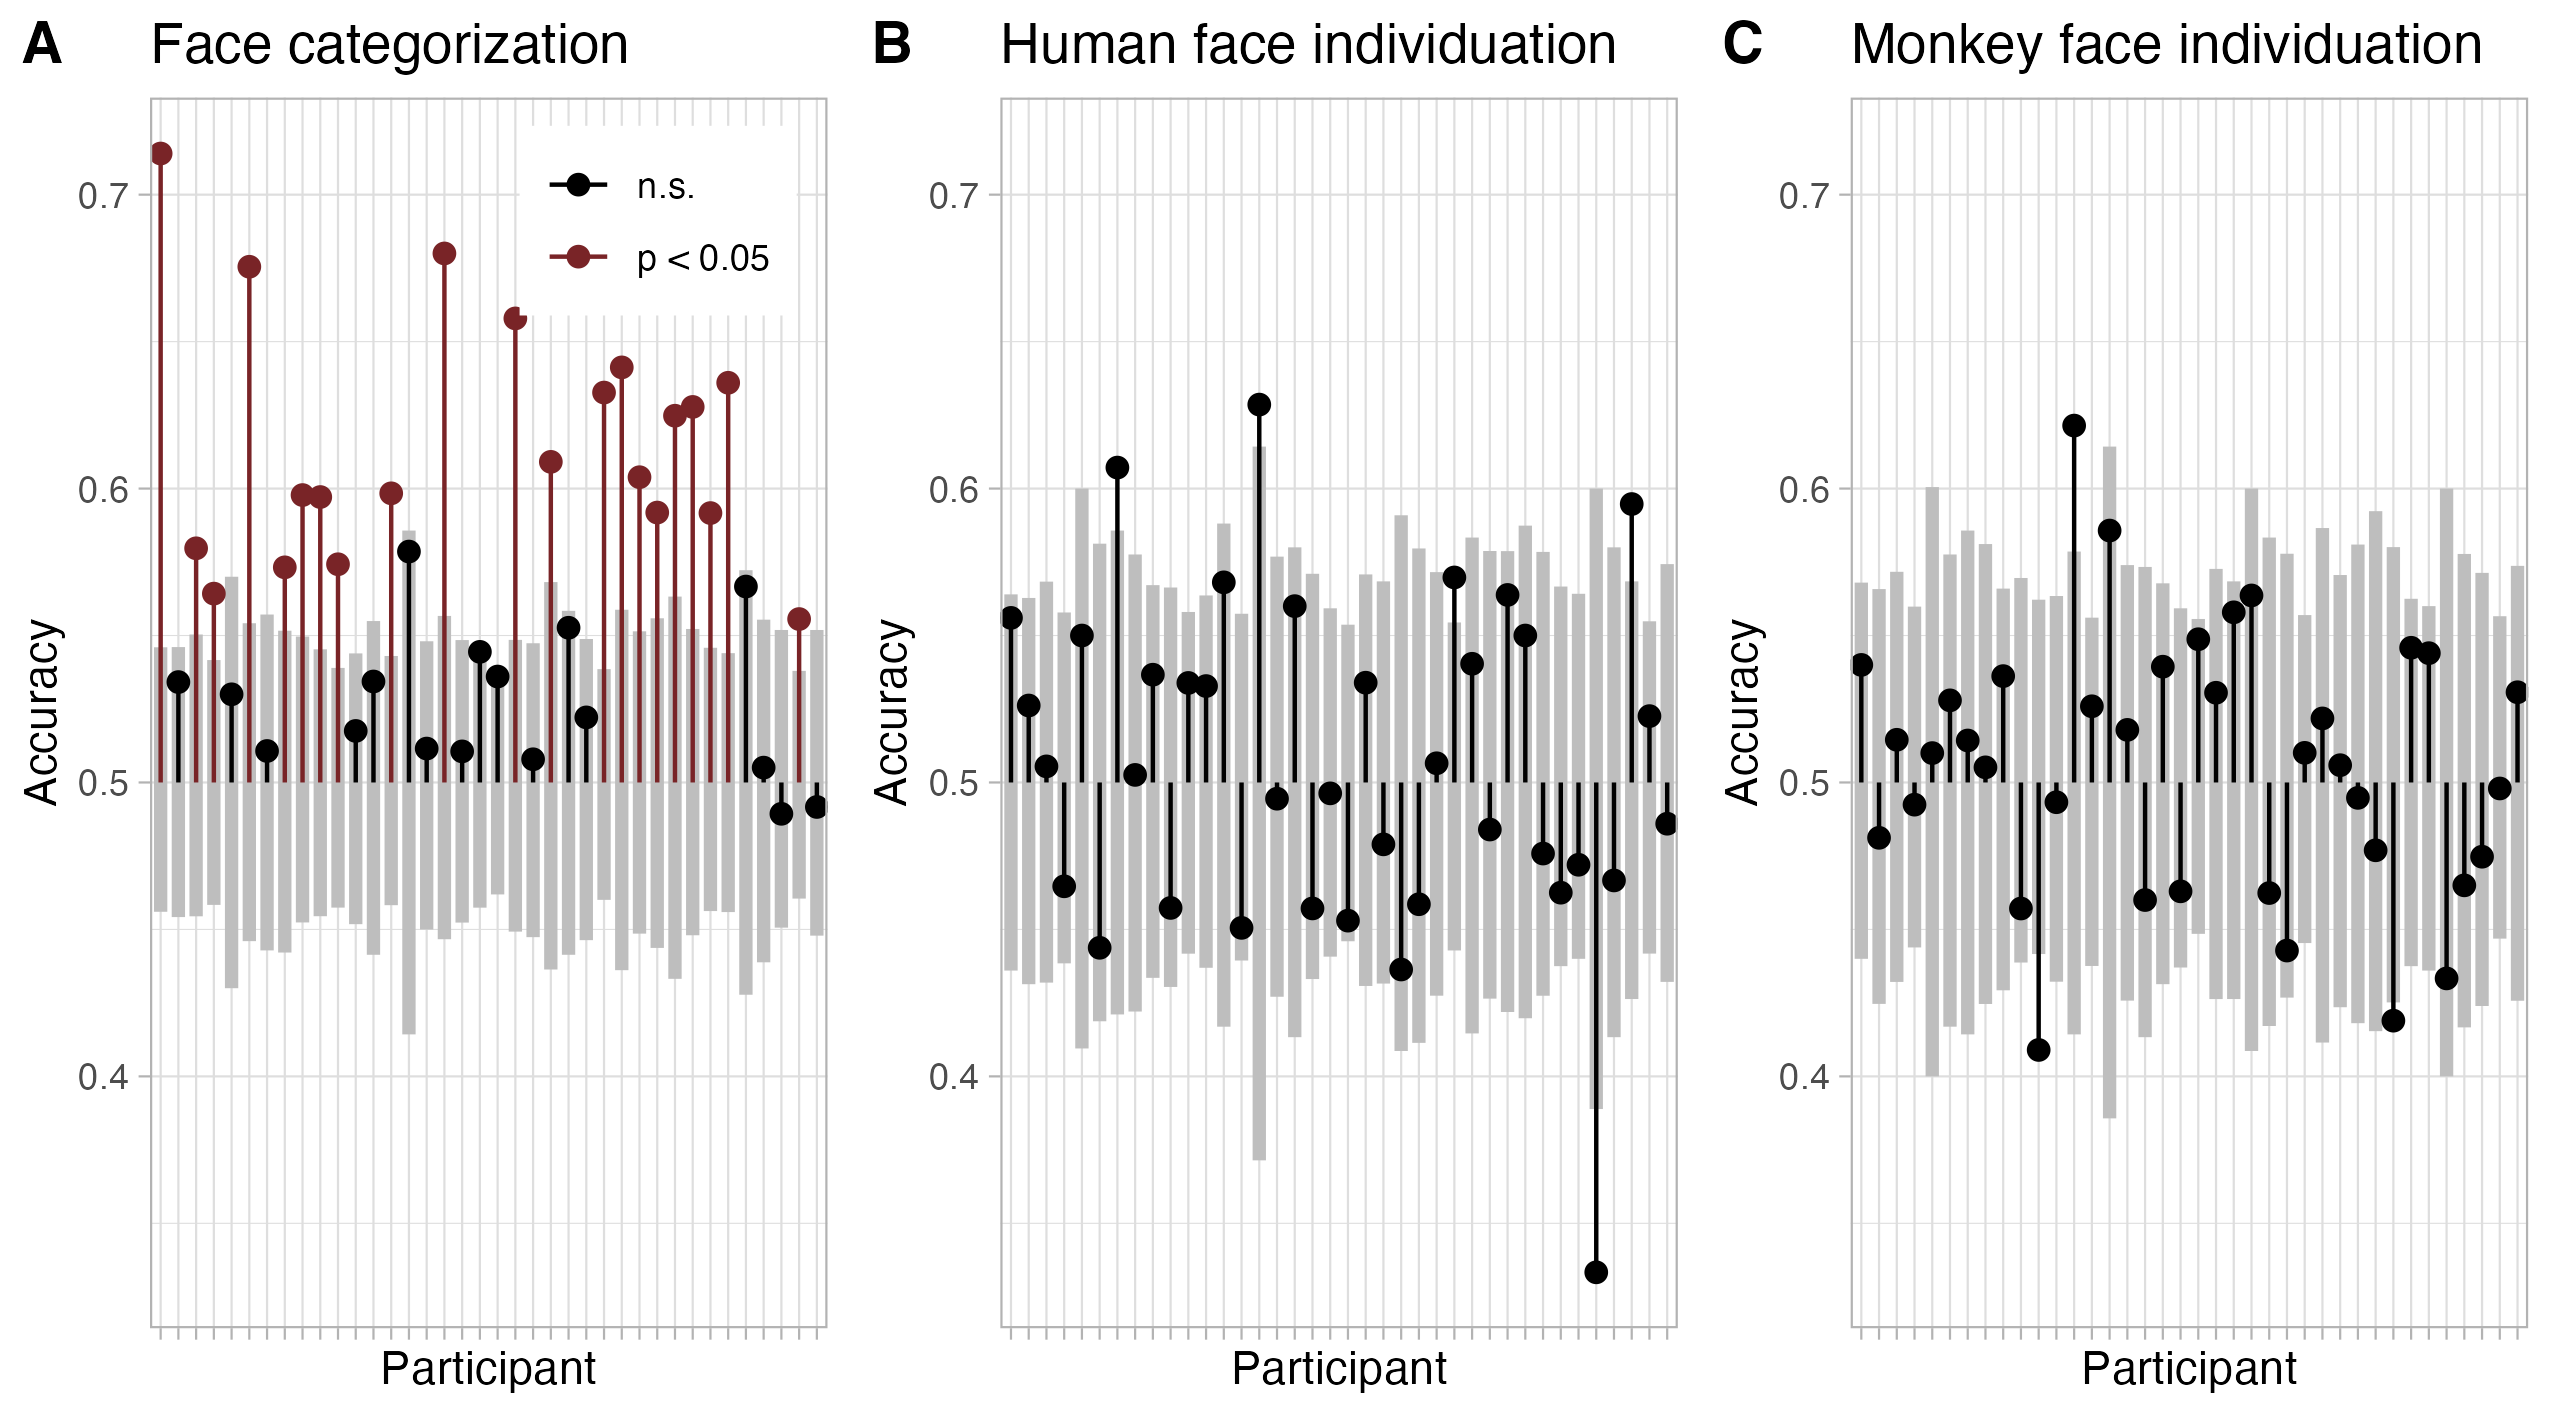 A Face categorization
B Human face individuation
C Monkey face individuation
n.s.
p < 0.05
Accuracy
0.7
0.6
0.5
0.4
Participant
Accuracy
0.7
0.6
0.5
0.4
Participant
Accuracy
0.7
0.6
0.5
0.4
Participant